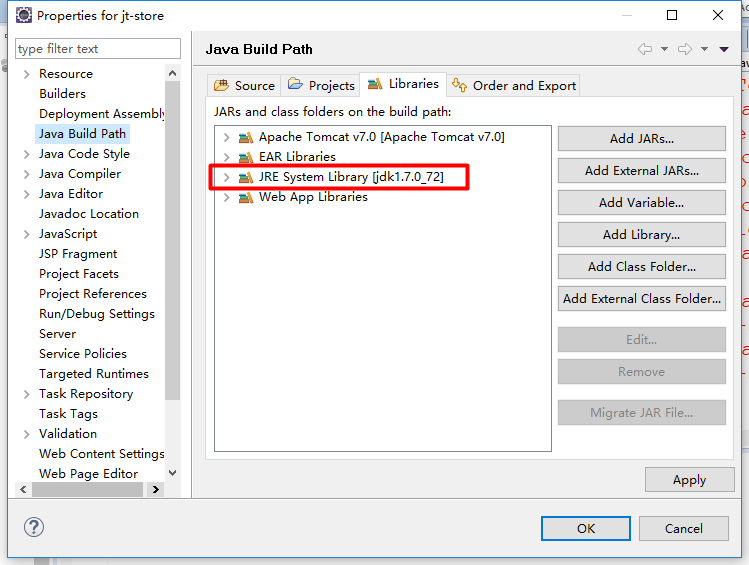 Properties for jt-store
type filter text
Resource
Builders
Deployment Assembly
Java Build Path
Java Code Style
Java Compiler
Java Editor
Javadoc Location
JavaScript
JSP Fragment
Project Facets
Project References
Run/Debug Settings
Server
Service Policies
Targeted Runtimes
Task Repository
Task Tags
Validation
Web Content Settings
Web Page Editor
Java Build Path
Source
Projects
Libraries
Order and Export
JARs and class folders on the build path:
Apache Tomcat v7.0 [Apache Tomcat v7.0]
EAR Libraries
JRE System Library [jdk1.7.0_72]
Web App Libraries
Add JARs...
Add External JARs...
Add Variable...
Add Library...
Add Class Folder...
Add External Class Folder...
Edit...
Remove
Migrate JAR File...
Apply
OK
Cancel